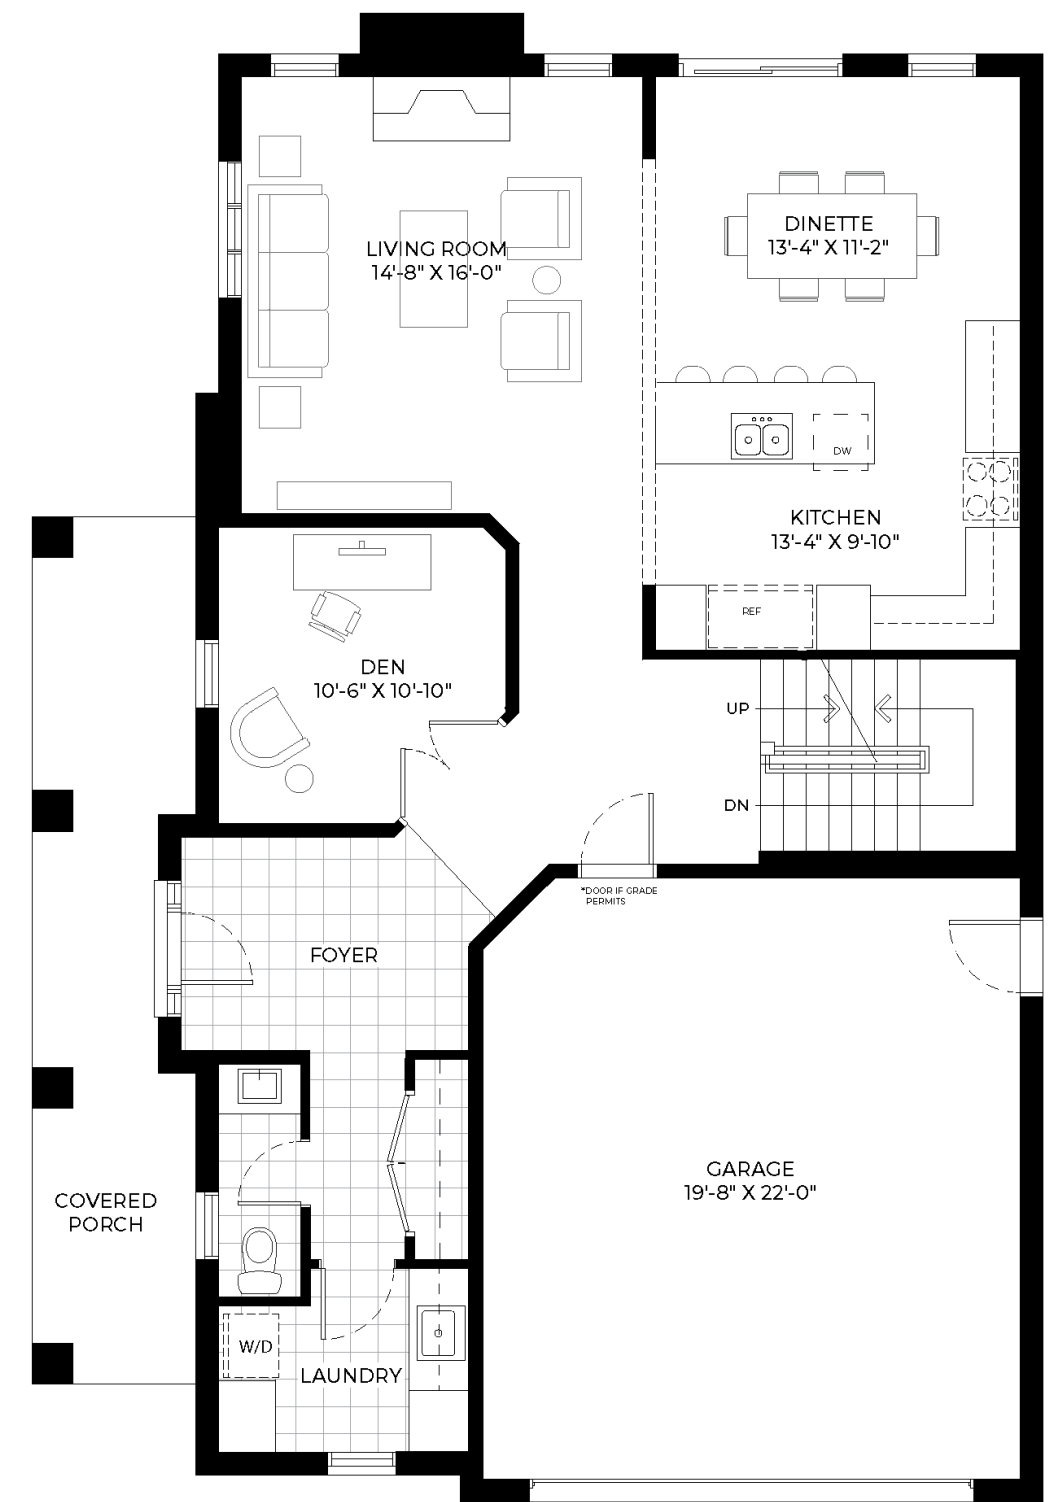 LIVING ROOM
14'-8" X 16'-0"
DINETTE
13'-4" X 11'-2"
DW
KITCHEN
13'-4" X 9'-10"
REF
DEN
10'-6" X 10'-10"
UP
DN
*DOOR IF GRADE
PERMITS
FOYER
GARAGE
19'-8" X 22'-0"
COVERED
PORCH
W/D
LAUNDRY